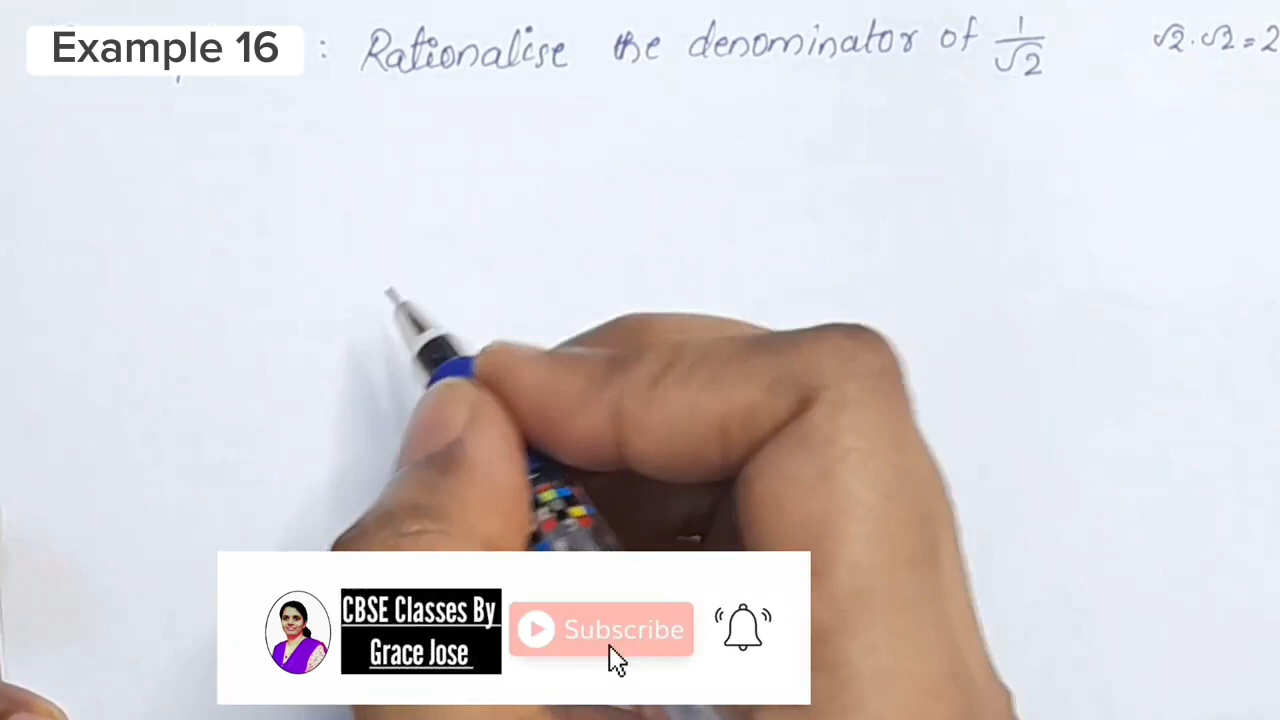 Example 16 : Rationalise the denominator of 1/√2 √2·√2=2
CBSE Classes By
Grace Jose
Subscribe